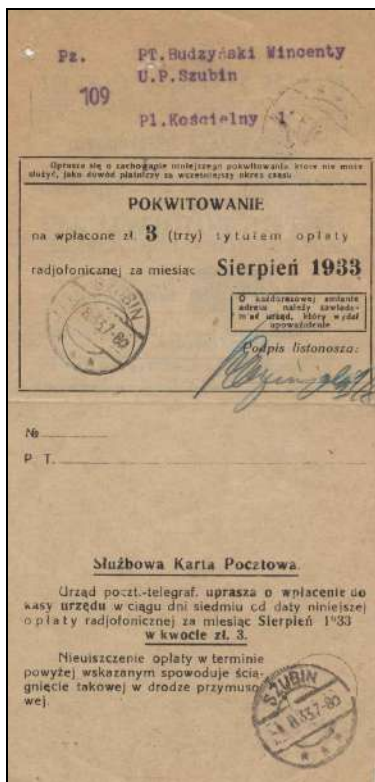 Pz. PT.Budzyński Wincenty
U.P.Szubin
109
Pl.Kościelny
Uprasza się o zachowanie niniejszego pokwitowania, które nie może
służyć, jako dowód płatniczy za wcześniejszy okres czasu
POKWITOWANIE
na wpłacone zł. 3 (trzy) tytułem opłaty
radjofonicznej za miesiąc Sierpień 1933
O każdorazowej zmianie
adresu należy zawiado-
mić urząd, który wydał
upoważnienie.
Podpis listonosza:
SZUBIN
№
P T.
Służbowa Karta Pocztowa.
Urząd poczt.-telegraf. uprasza o wpłacenie do
kasy urzędu w ciągu dni siedmiu od daty niniejszej
opłaty radjofonicznej za miesiąc Sierpień 1933
w kwocie zł. 3.
Nieuiszczenie opłaty w terminie
powyżej wskazanym spowoduje ścią-
gnięcie takowej w drodze przymuso-
wej.
SZUBIN